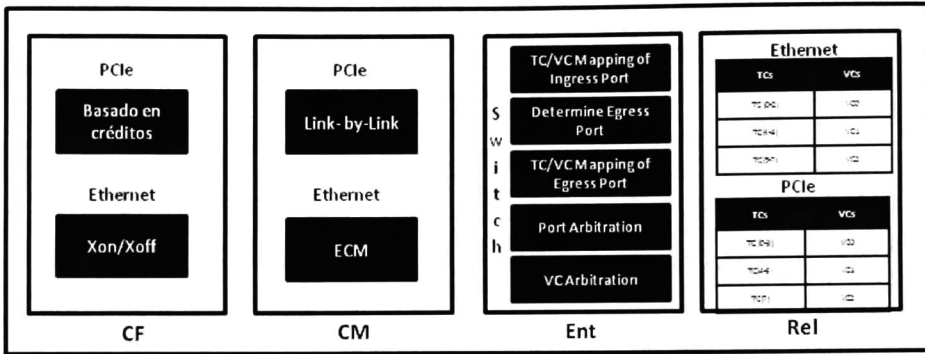 PCIe
Basado en
créditos
Ethernet
Xon/Xoff
CF
PCIe
Link-by-Link
Ethernet
ECM
CM
Switch
TC/VC Mapping of
Ingress Port
Determine Egress
Port
TC/VC Mapping of
Egress Port
Port Arbitration
VC Arbitration
Ent
Ethernet
TCs VCs
PCIe
TCs VCs
Rel